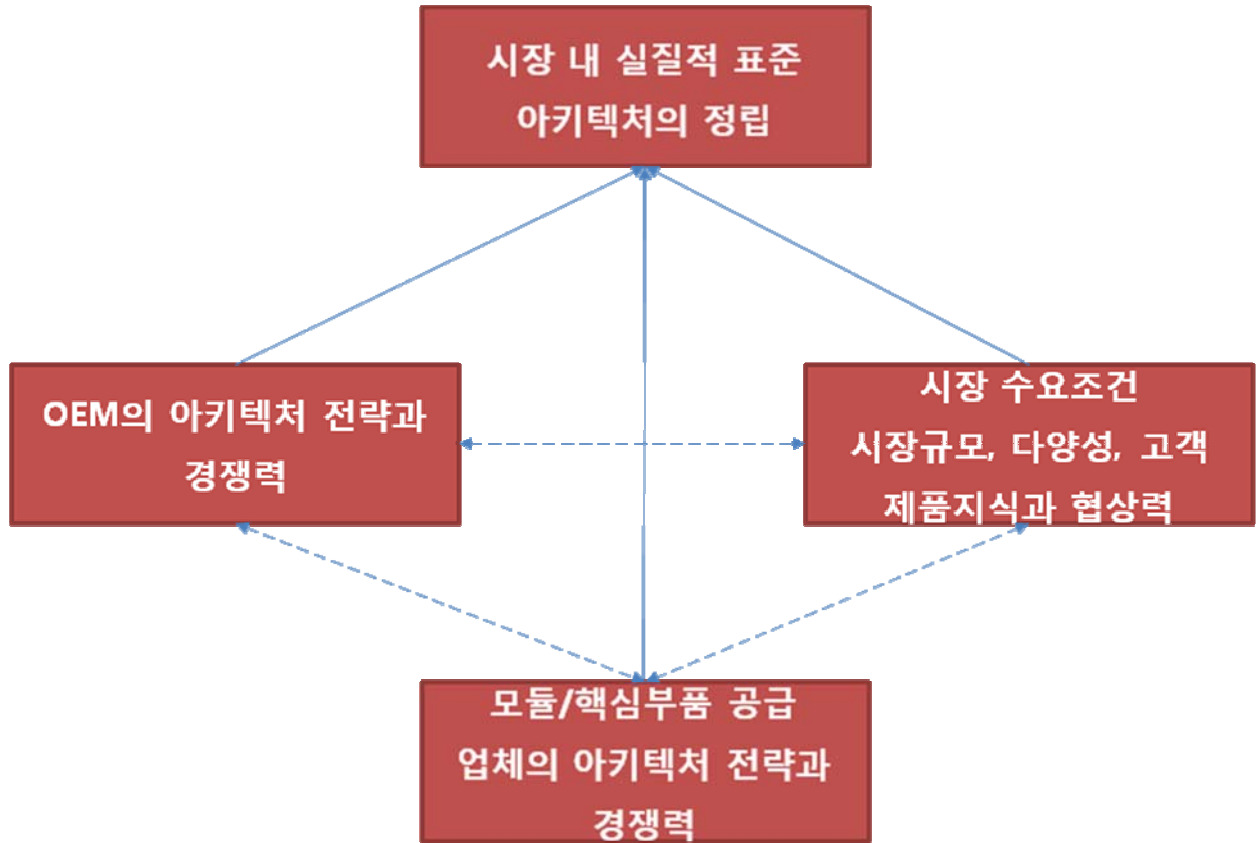 시장 내 실질적 표준
아키텍처의 정립
OEM의 아키텍처 전략과
경쟁력
시장 수요조건
시장규모, 다양성, 고객
제품지식과 협상력
모듈/핵심부품 공급
업체의 아키텍처 전략과
경쟁력